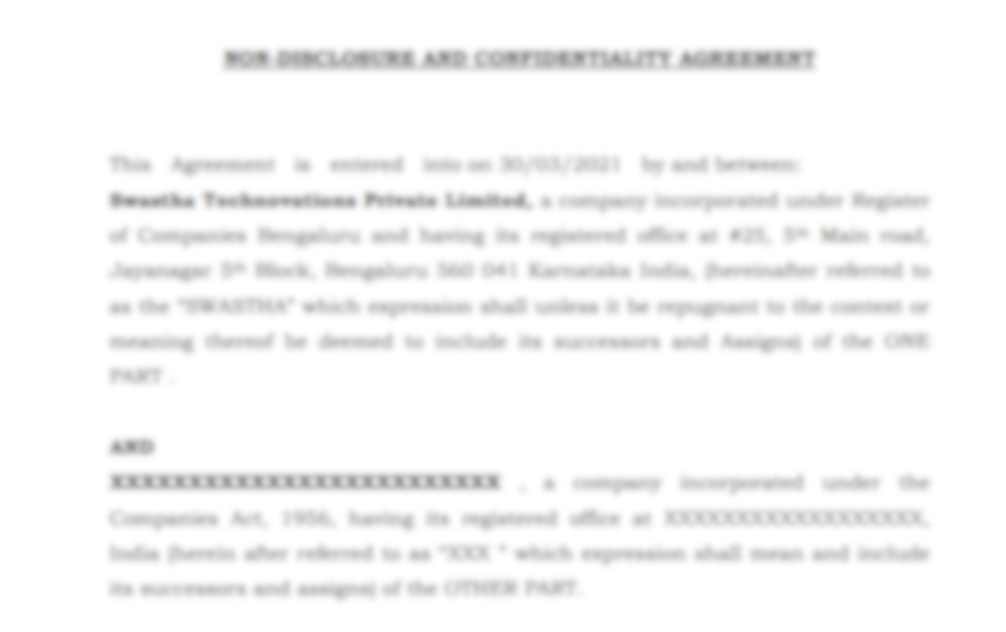 NON-DISCLOSURE AND CONFIDENTIALITY AGREEMENT
This Agreement is entered into on 30/03/2021 by and between:
Swastha Technovations Private Limited, a company incorporated under Register
of Companies Bengaluru and having its registered office at #25, 5th Main road,
Jayanagar 5th Block, Bengaluru 560 041 Karnataka India, (hereinafter referred to
as the “SWASTHA” which expression shall unless it be repugnant to the context or
meaning thereof be deemed to include its successors and Assigns) of the ONE
PART .
AND
XXXXXXXXXXXXXXXXXXXXXXXXX , a company incorporated under the
Companies Act, 1956, having its registered office at XXXXXXXXXXXXXXXXXX,
India (herein after referred to as “XXX ” which expression shall mean and include
its successors and assigns) of the OTHER PART.